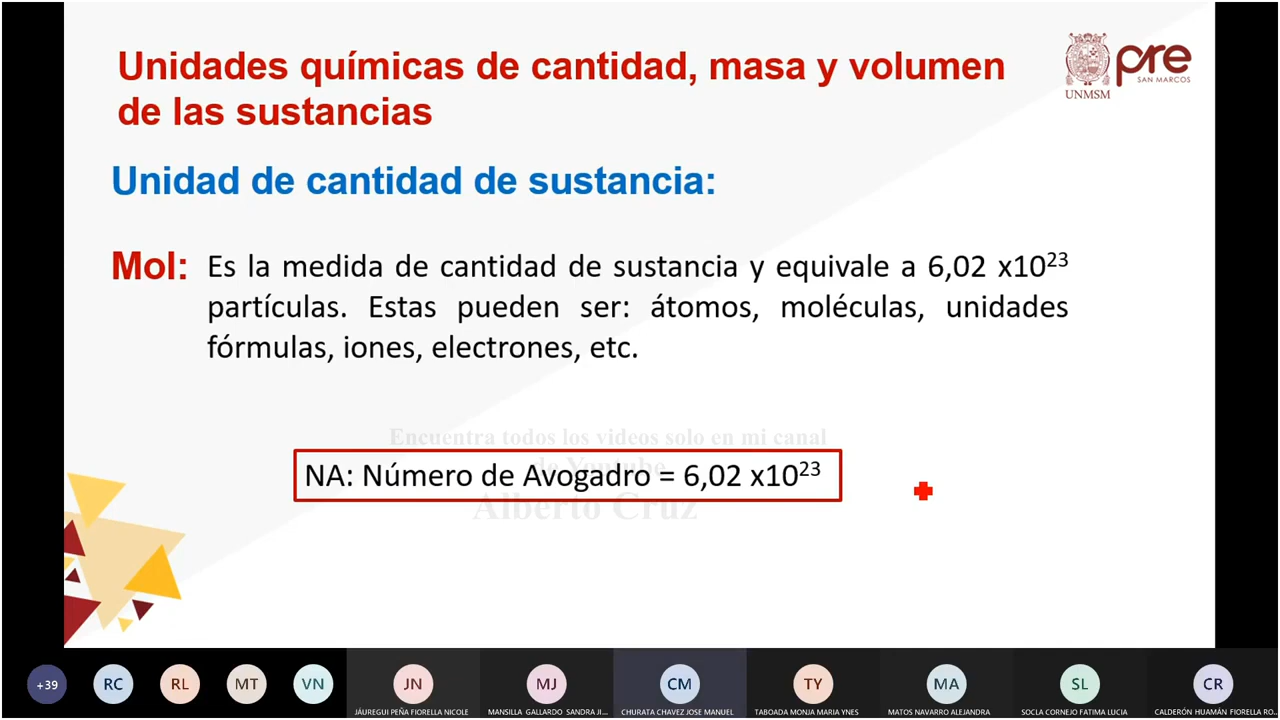 Unidades químicas de cantidad, masa y volumen
de las sustancias
pre
SAN MARCOS
UNMSM
Unidad de cantidad de sustancia:
Mol: Es la medida de cantidad de sustancia y equivale a 6,02 x10²³
partículas. Estas pueden ser: átomos, moléculas, unidades
fórmulas, iones, electrones, etc.
Encuentra todos los videos solo en mi canal
de Youtube
NA: Número de Avogadro = 6,02 x10²³
Alberto Cruz
+39 RC RL MT VN JN MJ CM TY MA SL CR
JÁUREGUI PEÑA FIORELLA NICOLE MANSILLA GALLARDO SANDRA JI... CHURATA CHAVEZ JOSE MANUEL TABOADA MONJA MARIA YNES MATOS NAVARRO ALEJANDRA SOCLA CORNEJO FATIMA LUCIA CALDERÓN HUAMÁN FIORELLA RO...